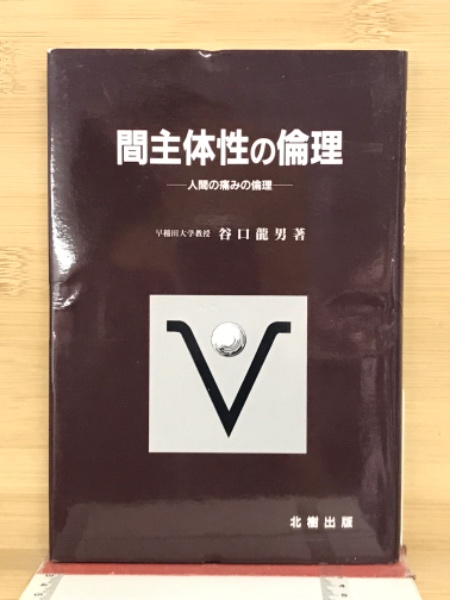 間主体性の倫理
―人間の痛みの倫理―
早稲田大学教授 谷口龍男著
北樹出版